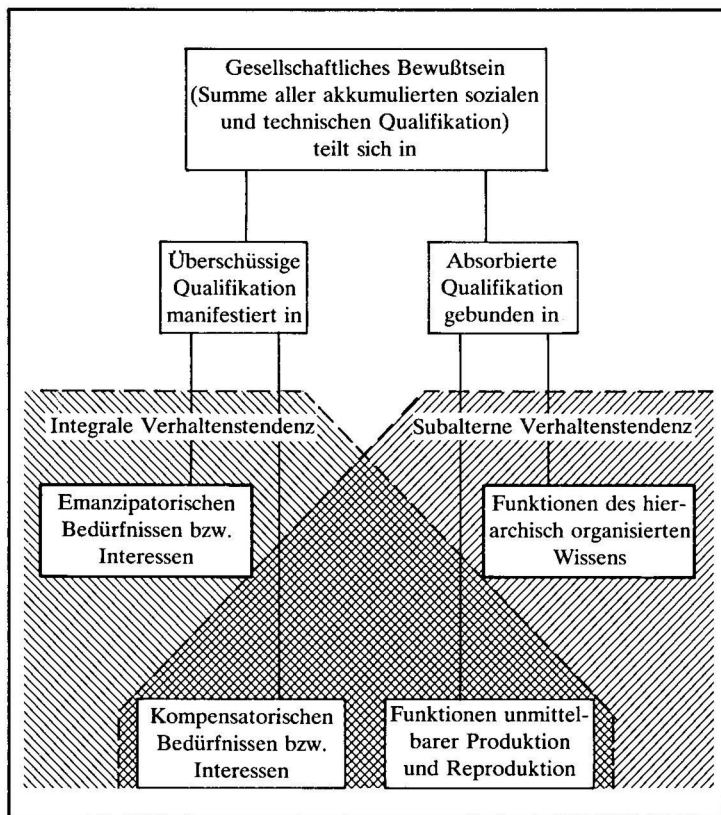 Gesellschaftliches Bewußtsein
(Summe aller akkumulierten sozialen
und technischen Qualifikation)
teilt sich in
Überschüssige
Qualifikation
manifestiert in
Absorbierte
Qualifikation
gebunden in
Integrale Verhaltenstendenz
Subalterne Verhaltenstendenz
Emanzipatorischen
Bedürfnissen bzw.
Interessen
Funktionen des hier-
archisch organisierten
Wissens
Kompensatorischen
Bedürfnissen bzw.
Interessen
Funktionen unmittel-
barer Produktion
und Reproduktion